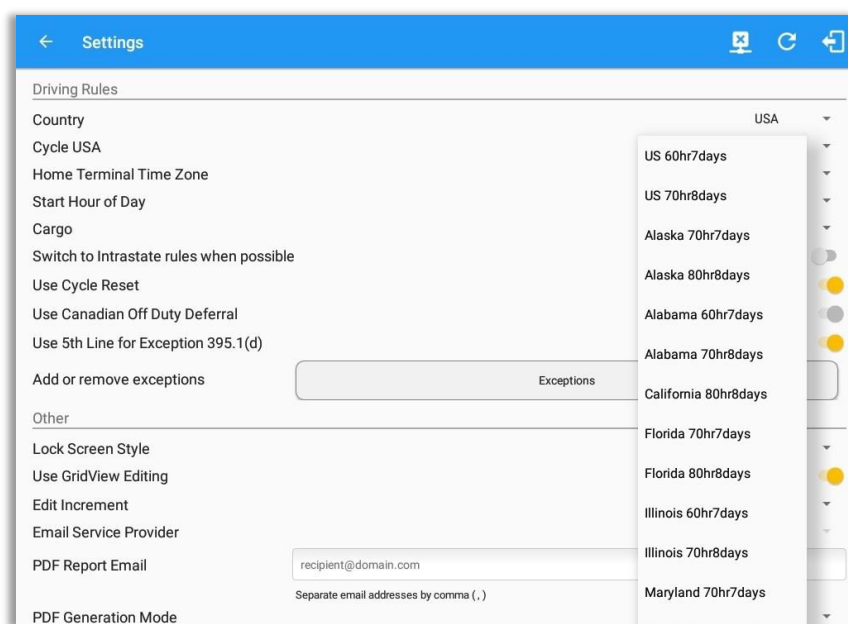 Settings
Driving Rules
Country USA
Cycle USA
Home Terminal Time Zone
Start Hour of Day
Cargo
Switch to Intrastate rules when possible
Use Cycle Reset
Use Canadian Off Duty Deferral
Use 5th Line for Exception 395.1(d)
Add or remove exceptions Exceptions
Other
Lock Screen Style
Use GridView Editing
Edit Increment
Email Service Provider
PDF Report Email recipient@domain.com
Separate email addresses by comma ( , )
PDF Generation Mode
US 60hr7days
US 70hr8days
Alaska 70hr7days
Alaska 80hr8days
Alabama 60hr7days
Alabama 70hr8days
California 80hr8days
Florida 70hr7days
Florida 80hr8days
Illinois 60hr7days
Illinois 70hr8days
Maryland 70hr7days